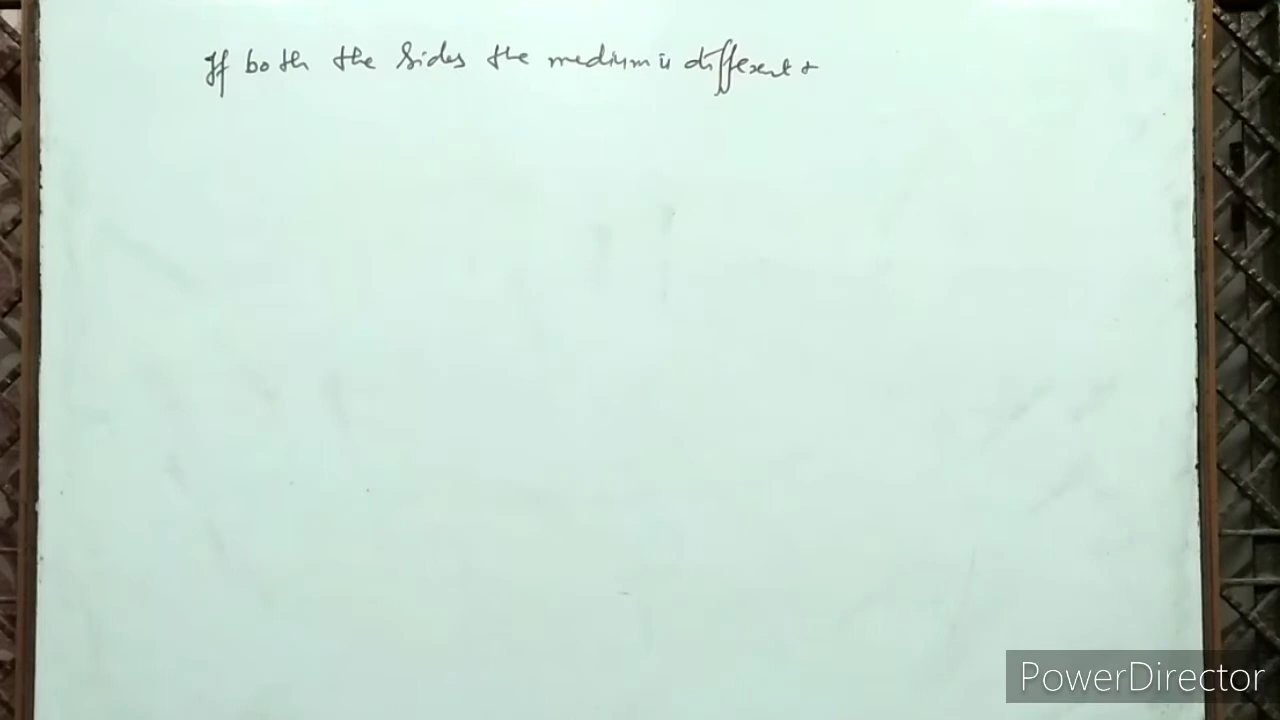 If both the sides the medium is different
PowerDirector